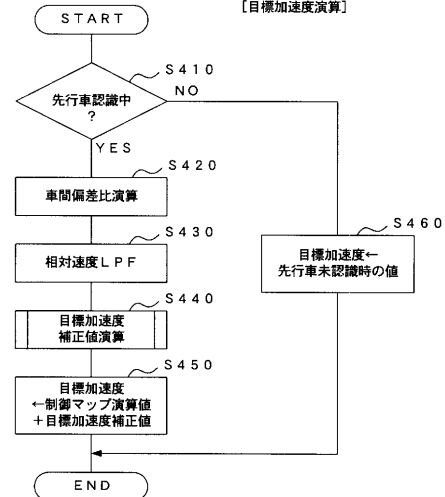 [目標加速度演算]
START
S410
先行車認識中
?
NO
YES
S420
車間偏差比演算
S430
相対速度LPF
S440
目標加速度
補正値演算
S450
目標加速度
←制御マップ演算値
+目標加速度補正値
S460
目標加速度←
先行車未認識時の値
END